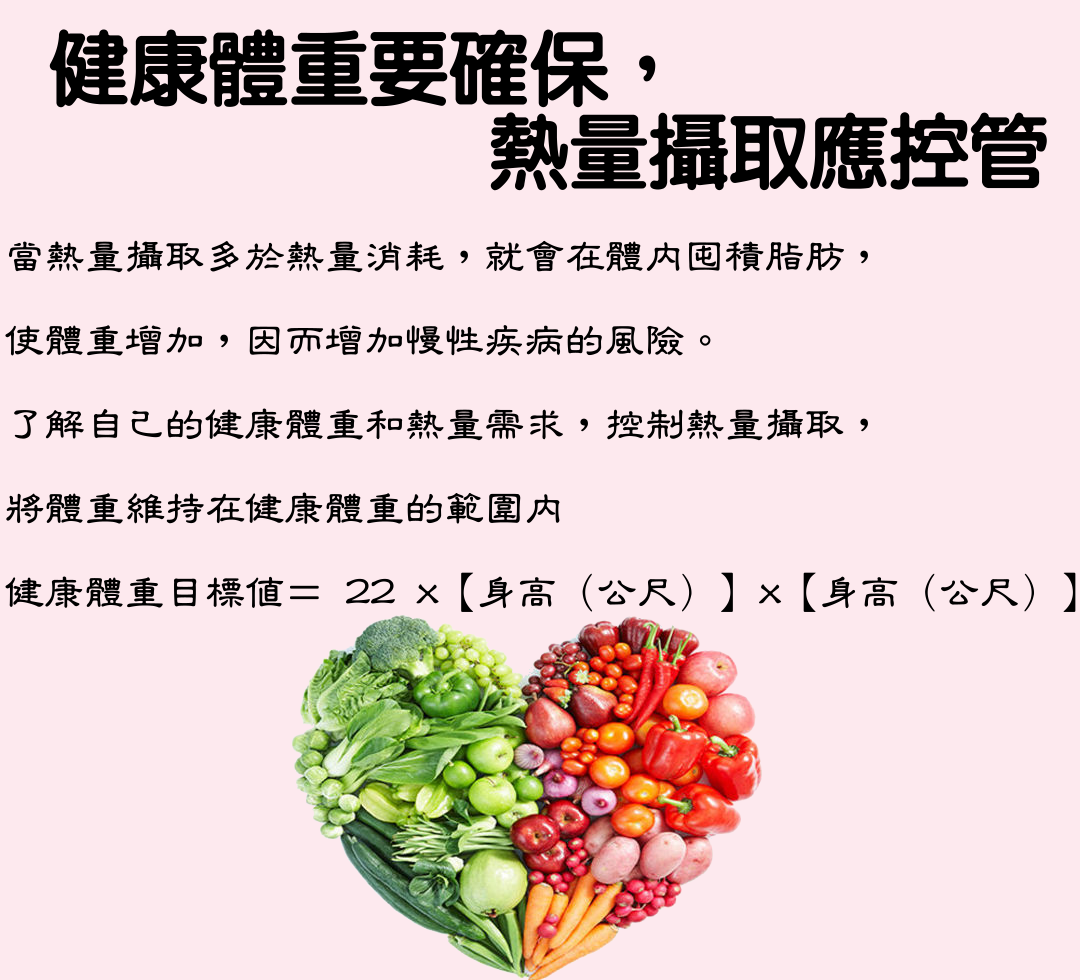 健康體重要確保，
熱量攝取應控管
當熱量攝取多於熱量消耗，就會在體內囤積脂肪，
使體重增加，因而增加慢性疾病的風險。
了解自己的健康體重和熱量需求，控制熱量攝取，
將體重維持在健康體重的範圍內
健康體重目標值＝ 22 ×【身高（公尺）】×【身高（公尺）】